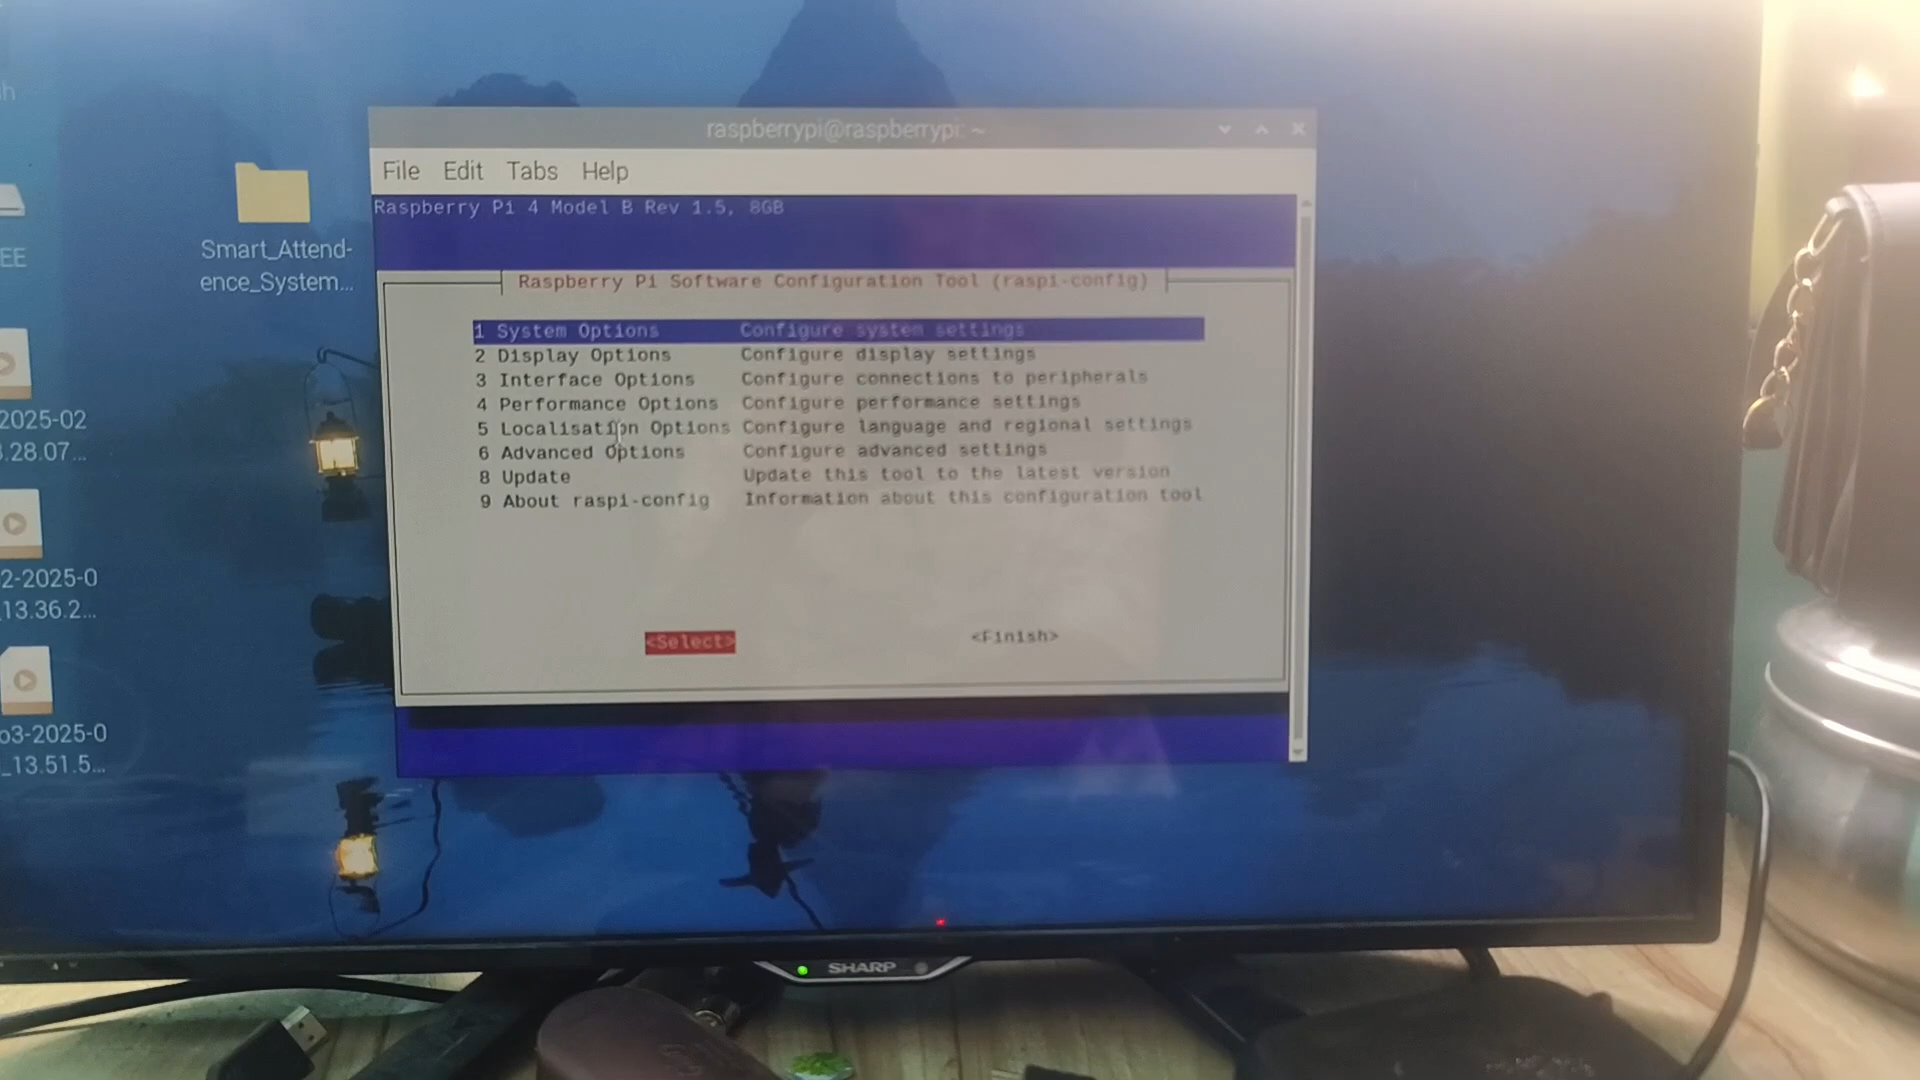 raspberrypi@raspberrypi: ~
File Edit Tabs Help
Raspberry Pi 4 Model B Rev 1.5, 8GB
Raspberry Pi Software Configuration Tool (raspi-config)
1 System Options Configure system settings
2 Display Options Configure display settings
3 Interface Options Configure connections to peripherals
4 Performance Options Configure performance settings
5 Localisation Options Configure language and regional settings
6 Advanced Options Configure advanced settings
8 Update Update this tool to the latest version
9 About raspi-config Information about this configuration tool
<Select> <Finish>
Smart_Attend-
ence_System...
h
EE
2025-02
.28.07...
2-2025-0
13.36.2...
o3-2025-0
_13.51.5...
SHARP